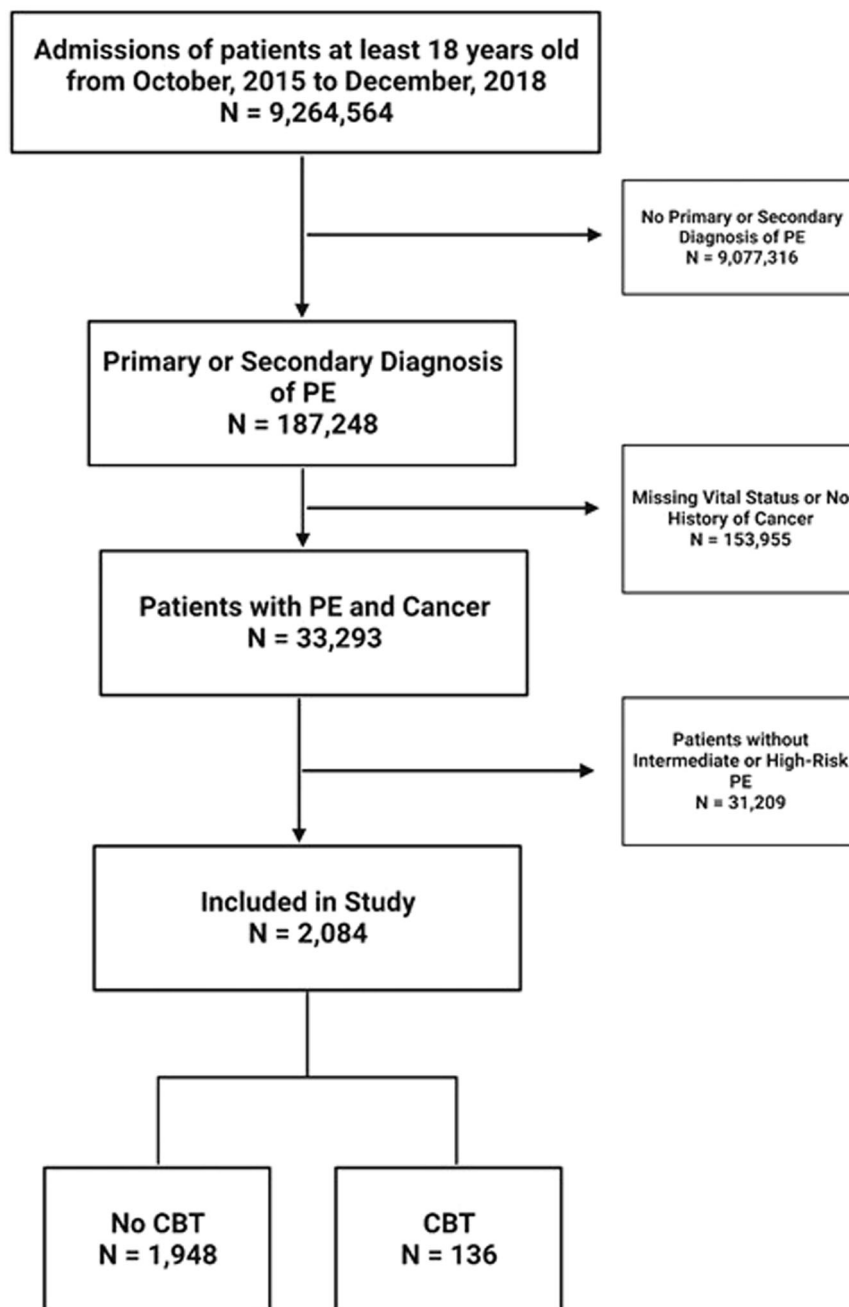 Admissions of patients at least 18 years old
from October, 2015 to December, 2018
N = 9,264,564
No Primary or Secondary
Diagnosis of PE
N = 9,077,316
Primary or Secondary Diagnosis
of PE
N = 187,248
Missing Vital Status or No
History of Cancer
N = 153,955
Patients with PE and Cancer
N = 33,293
Patients without
Intermediate or High-Risk
PE
N = 31,209
Included in Study
N = 2,084
No CBT
N = 1,948
CBT
N = 136